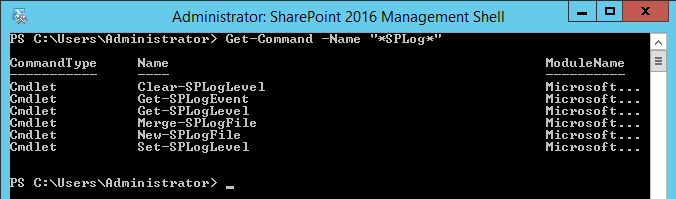 Administrator: SharePoint 2016 Management Shell
PS C:\Users\Administrator> Get-Command -Name "*SPLog*"
CommandType Name ModuleName
----------- ---- ----------
Cmdlet Clear-SPLogLevel Microsoft...
Cmdlet Get-SPLogEvent Microsoft...
Cmdlet Get-SPLogLevel Microsoft...
Cmdlet Merge-SPLogFile Microsoft...
Cmdlet New-SPLogFile Microsoft...
Cmdlet Set-SPLogLevel Microsoft...
PS C:\Users\Administrator> _